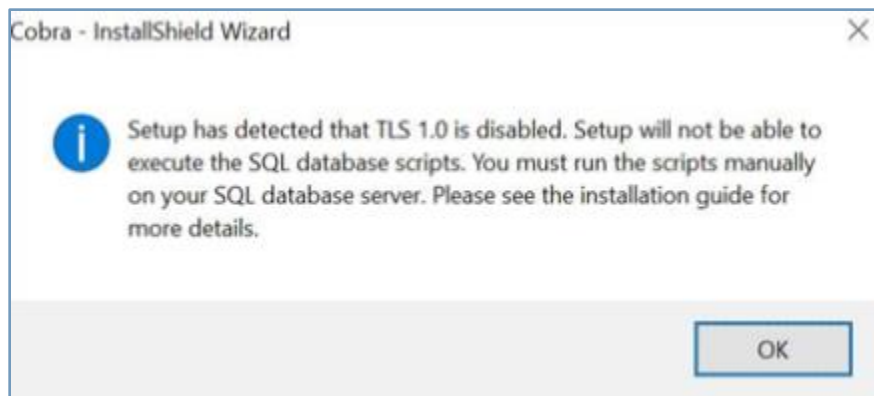 Cobra - InstallShield Wizard
Setup has detected that TLS 1.0 is disabled. Setup will not be able to
execute the SQL database scripts. You must run the scripts manually
on your SQL database server. Please see the installation guide for
more details.
OK